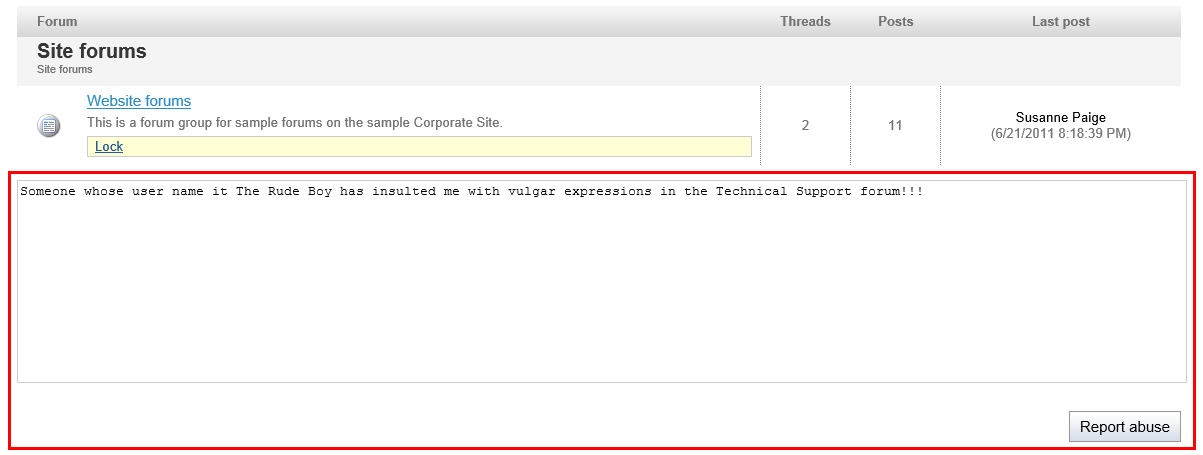 Forum Threads Posts Last post
Site forums
Site forums
Website forums
This is a forum group for sample forums on the sample Corporate Site.
Lock
2
11
Susanne Paige
(6/21/2011 8:18:39 PM)
Someone whose user name it The Rude Boy has insulted me with vulgar expressions in the Technical Support forum!!!
Report abuse